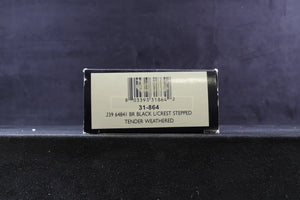 31-864
J39 64841 BR BLACK L/CREST STEPPED
TENDER WEATHERED